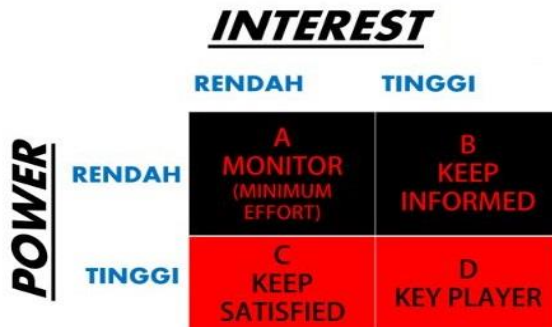 INTEREST
RENDAH TINGGI
POWER
RENDAH
A
MONITOR
(MINIMUM
EFFORT)
B
KEEP
INFORMED
TINGGI
C
KEEP
SATISFIED
D
KEY PLAYER